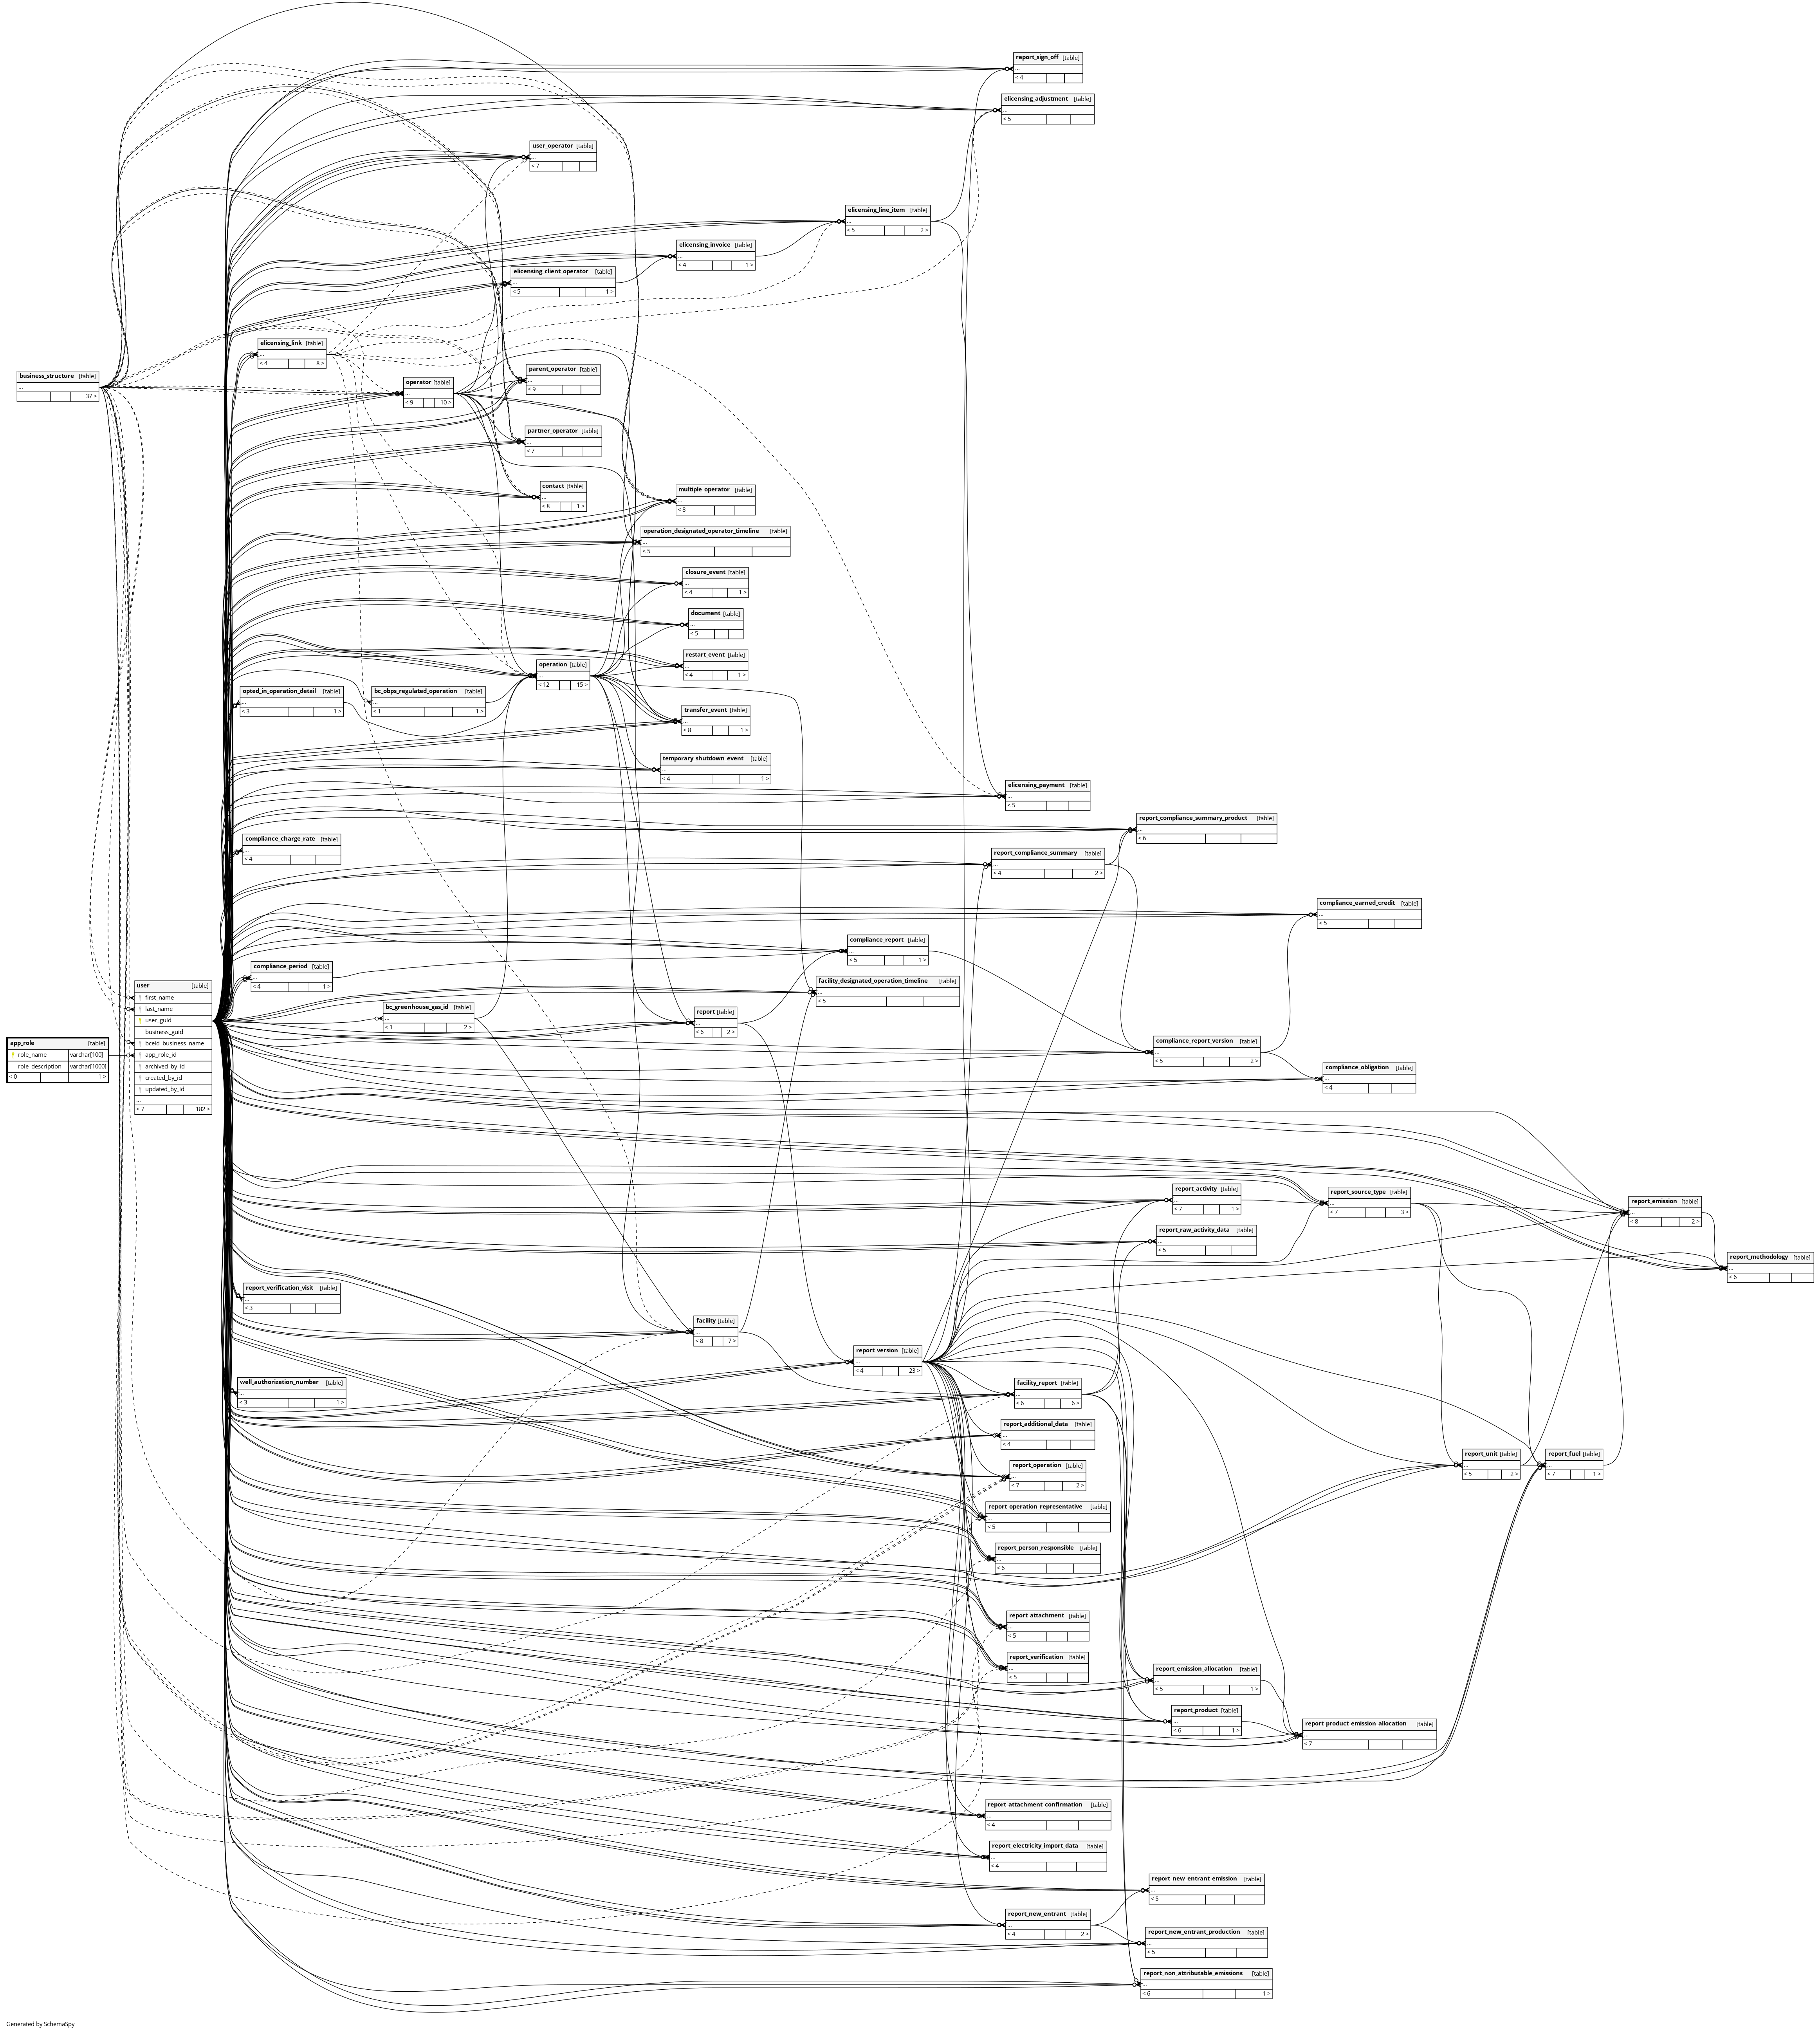 report_sign_off [table]
...
< 4
elicensing_adjustment [table]
...
< 5
user_operator [table]
...
< 7
elicensing_line_item [table]
...
< 5 2 >
elicensing_invoice [table]
...
< 4 1 >
elicensing_client_operator [table]
...
< 5 1 >
elicensing_link [table]
...
< 4 8 >
business_structure [table]
...
37 >
operator [table]
...
< 9 10 >
parent_operator [table]
...
< 9
partner_operator [table]
...
< 7
contact [table]
...
< 8 1 >
multiple_operator [table]
...
< 8
operation_designated_operator_timeline [table]
...
< 5
closure_event [table]
...
< 4 1 >
document [table]
...
< 5
restart_event [table]
...
< 4 1 >
operation [table]
...
< 12 15 >
opted_in_operation_detail [table]
...
< 3 1 >
bc_obps_regulated_operation [table]
...
< 1 1 >
transfer_event [table]
...
< 8 1 >
temporary_shutdown_event [table]
...
< 4 1 >
elicensing_payment [table]
...
< 5
report_compliance_summary_product [table]
...
< 6
compliance_charge_rate [table]
...
< 4
report_compliance_summary [table]
...
< 4 2 >
compliance_earned_credit [table]
...
< 5
compliance_report [table]
...
< 5 1 >
compliance_period [table]
...
< 4 1 >
facility_designated_operation_timeline [table]
...
< 5
user [table]
first_name
last_name
user_guid
business_guid
bceid_business_name
app_role_id
archived_by_id
created_by_id
updated_by_id
...
< 7 182 >
bc_greenhouse_gas_id [table]
...
< 1 2 >
report [table]
...
< 6 2 >
app_role [table]
role_name varchar[100]
role_description varchar[1000]
< 0 1 >
compliance_report_version [table]
...
< 5 2 >
compliance_obligation [table]
...
< 4
report_activity [table]
...
< 7 1 >
report_source_type [table]
...
< 7 3 >
report_emission [table]
...
< 8 2 >
report_raw_activity_data [table]
...
< 5
report_methodology [table]
...
< 6
report_verification_visit [table]
...
< 3
facility [table]
...
< 8 7 >
report_version [table]
...
< 4 23 >
well_authorization_number [table]
...
< 3 1 >
facility_report [table]
...
< 6 6 >
report_additional_data [table]
...
< 4
report_unit [table]
...
< 5 2 >
report_fuel [table]
...
< 7 1 >
report_operation [table]
...
< 7 2 >
report_operation_representative [table]
...
< 5
report_person_responsible [table]
...
< 6
report_attachment [table]
...
< 5
report_verification [table]
...
< 5
report_emission_allocation [table]
...
< 5 1 >
report_product [table]
...
< 6 1 >
report_product_emission_allocation [table]
...
< 7
report_attachment_confirmation [table]
...
< 4
report_electricity_import_data [table]
...
< 4
report_new_entrant_emission [table]
...
< 5
report_new_entrant [table]
...
< 4 2 >
report_new_entrant_production [table]
...
< 5
report_non_attributable_emissions [table]
...
< 6 1 >
Generated by SchemaSpy